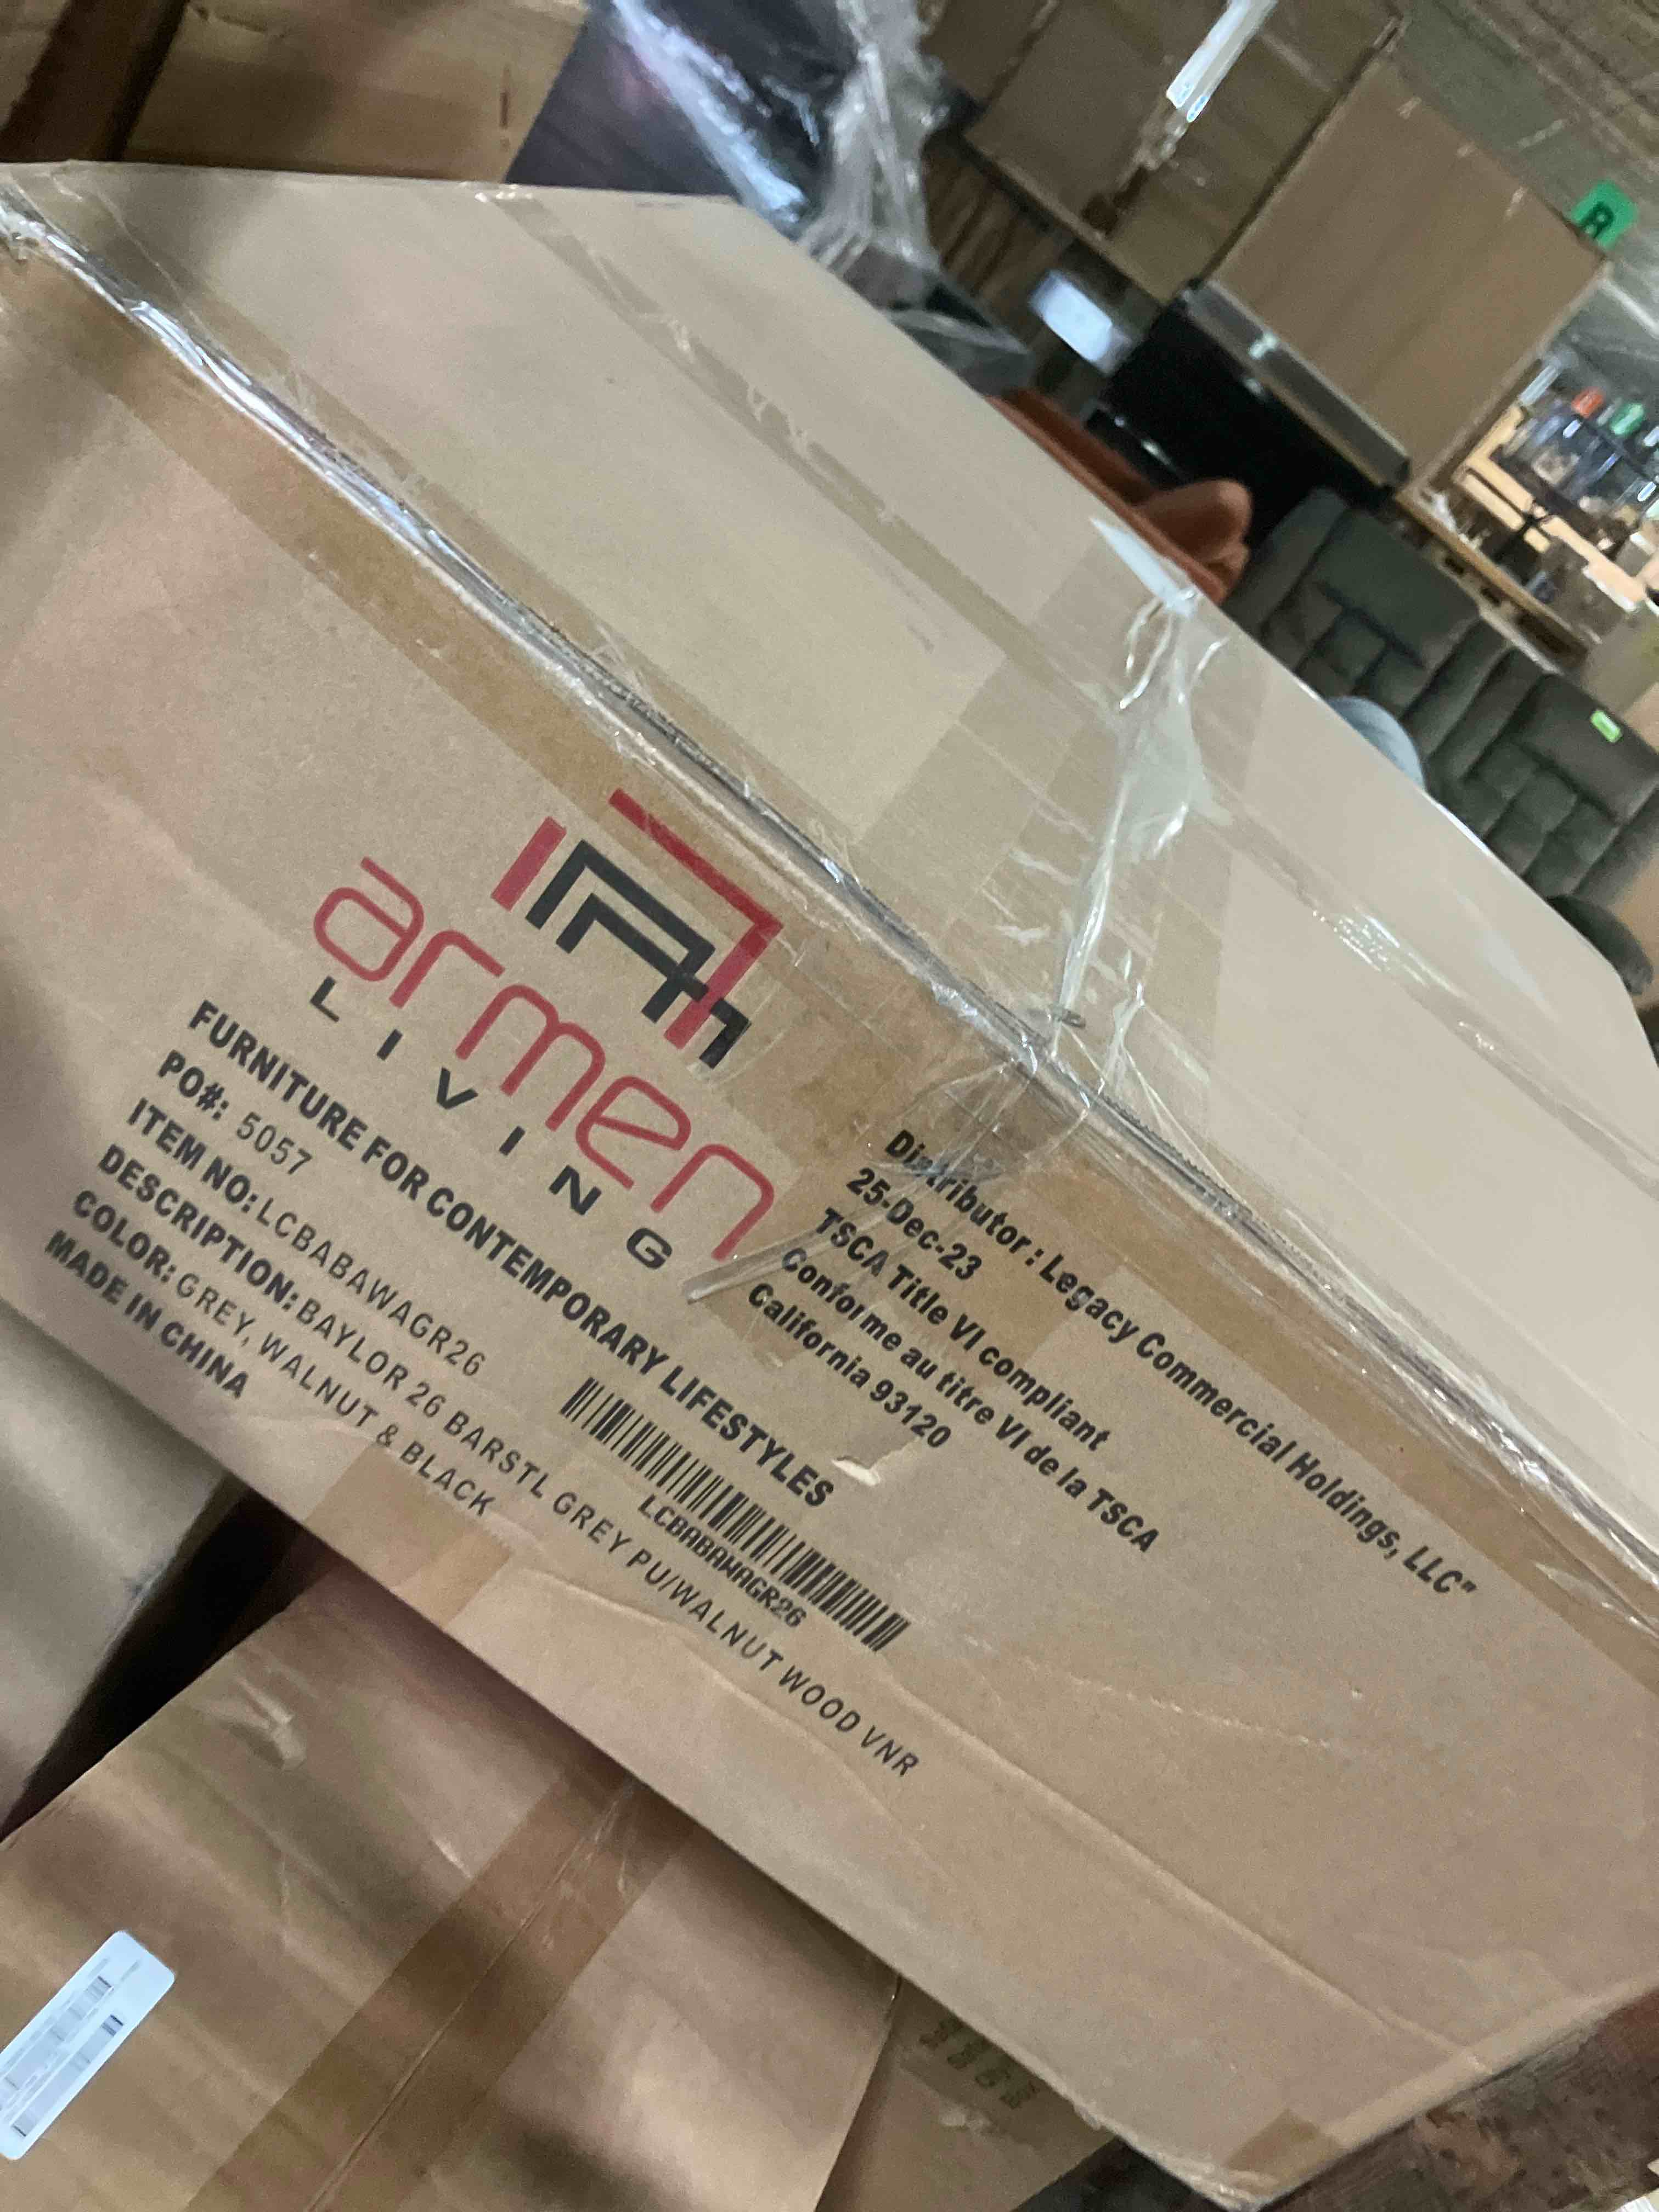 armen
LIVING
FURNITURE FOR CONTEMPORARY LIFESTYLES
PO#: 5057
ITEM NO: LCBABAWAGR26
DESCRIPTION: BAYLOR 26 BARSTL GREY PU/WALNUT WOOD VNR
COLOR: GREY, WALNUT & BLACK
MADE IN CHINA
LCBABAWAGR26
Distributor : Legacy Commercial Holdings, LLC"
25-Dec-23
TSCA Title VI compliant
Conforme au titre VI de la TSCA
California 93120
R